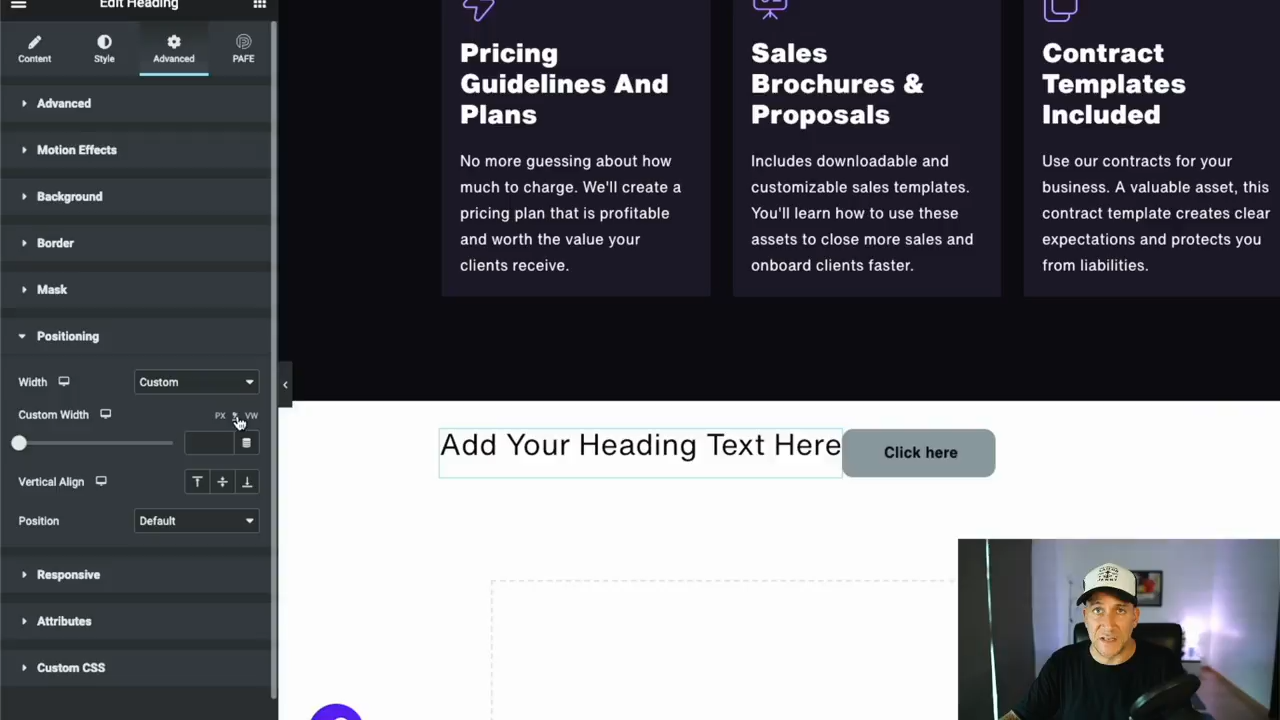 Edit Heading
Content
Style
Advanced
PAFE
Advanced
Motion Effects
Background
Border
Mask
Positioning
Width
Custom
Custom Width
PX
%
VW
Vertical Align
Position
Default
Responsive
Attributes
Custom CSS
Pricing
Guidelines And
Plans
No more guessing about how
much to charge. We'll create a
pricing plan that is profitable
and worth the value your
clients receive.
Sales
Brochures &
Proposals
Includes downloadable and
customizable sales templates.
You'll learn how to use these
assets to close more sales and
onboard clients faster.
Contract
Templates
Included
Use our contracts for your
business. A valuable asset, this
contract template creates clear
expectations and protects you
from liabilities.
Add Your Heading Text Here
Click here